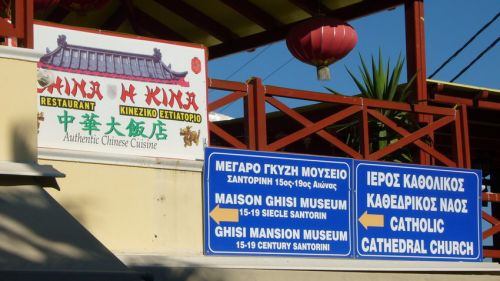 CHINA Η ΚΙΝΑ
RESTAURANT ΚΙΝΕΖΙΚΟ ΕΣΤΙΑΤΟΡΙΟ
中華大飯店
Authentic Chinese Cuisine
ΜΕΓΑΡΟ ΓΚΥΖΗ ΜΟΥΣΕΙΟ
ΣΑΝΤΟΡΙΝΗ 15ος-19ος Αιώνας
MAISON GHISI MUSEUM
15-19 SIECLE SANTORIN
GHISI MANSION MUSEUM
15-19 CENTURY SANTORINI
ΙΕΡΟΣ ΚΑΘΟΛΙΚΟΣ
ΚΑΘΕΔΡΙΚΟΣ ΝΑΟΣ
CATHOLIC
CATHEDRAL CHURCH